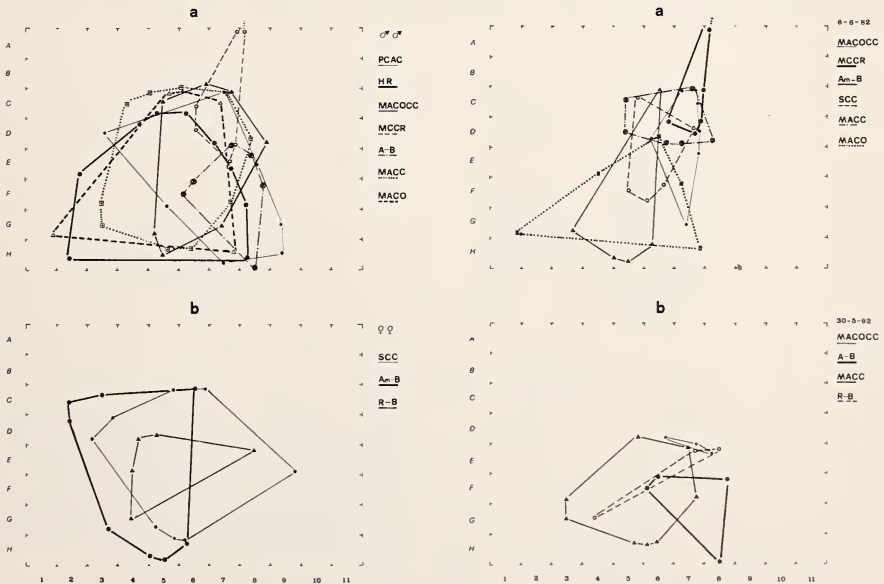 a
A
B
C
D
E
F
G
H
♂♂
PCAC
HR
MACOCC
MCCR
A-B
MACC
MACO
a
A
B
C
D
E
F
G
H
6-6-82
MACOCC
MCCR
Am-B
SCC
MACC
MACO
b
A
B
C
D
E
F
G
H
1 2 3 4 5 6 7 8 9 10 11
♀♀
SCC
Am-B
R-B
b
A
B
C
D
E
F
G
H
1 2 3 4 5 6 7 8 9 10 11
30-5-82
MACOCC
A-B
MACC
R-B